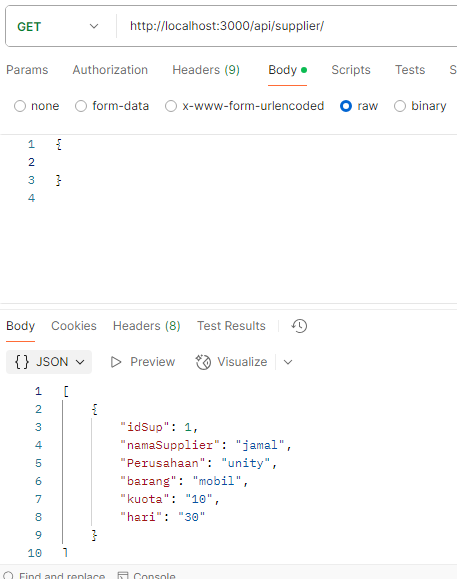 GET http://localhost:3000/api/supplier/
Params Authorization Headers (9) Body Scripts Tests S
none form-data x-www-form-urlencoded raw binary
1 {
2
3 }
4
Body Cookies Headers (8) Test Results
{} JSON Preview Visualize
1 [
2 {
3 "idSup": 1,
4 "namaSupplier": "jamal",
5 "Perusahaan": "unity",
6 "barang": "mobil",
7 "kuota": "10",
8 "hari": "30"
9 }
10 ]
Find and replace Console